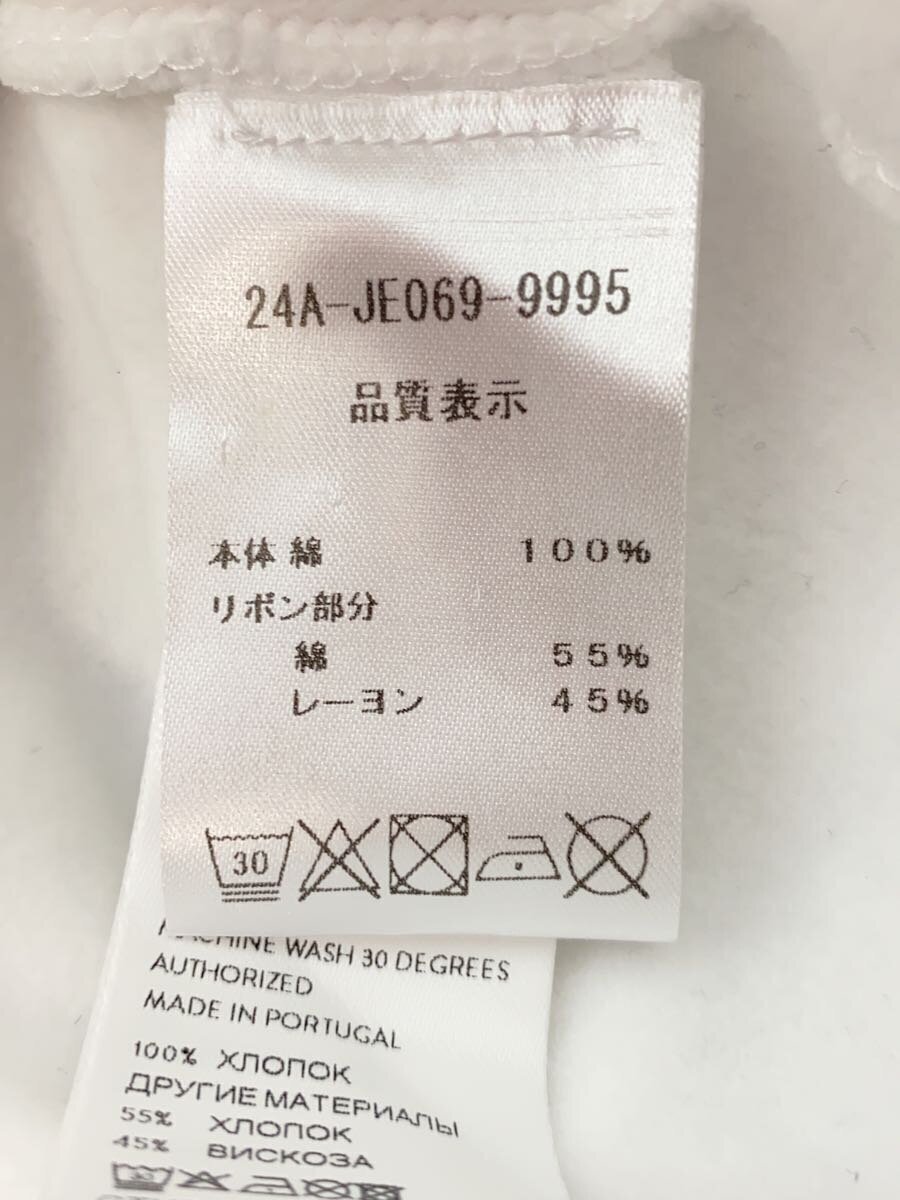 24A-JE069-9995
品質表示
本体 綿 100%
リボン部分
綿 55%
レーヨン 45%
30
MACHINE WASH 30 DEGREES
AUTHORIZED
MADE IN PORTUGAL
100% ХЛОПОК
ДРУГИЕ МАТЕРИАЛЫ
55% ХЛОПОК
45% ВИСКОЗА
30